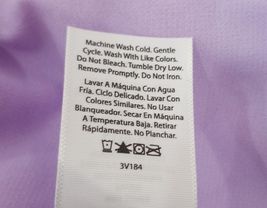 Machine Wash Cold. Gentle
Cycle. Wash With Like Colors.
Do Not Bleach. Tumble Dry Low.
Remove Promptly. Do Not Iron.
Lavar A Máquina Con Agua
Fría. Ciclo Delicado. Lavar Con
Colores Similares. No Usar
Blanqueador. Secar En Máquina
A Temperatura Baja. Retirar
Rápidamente. No Planchar.
3V184